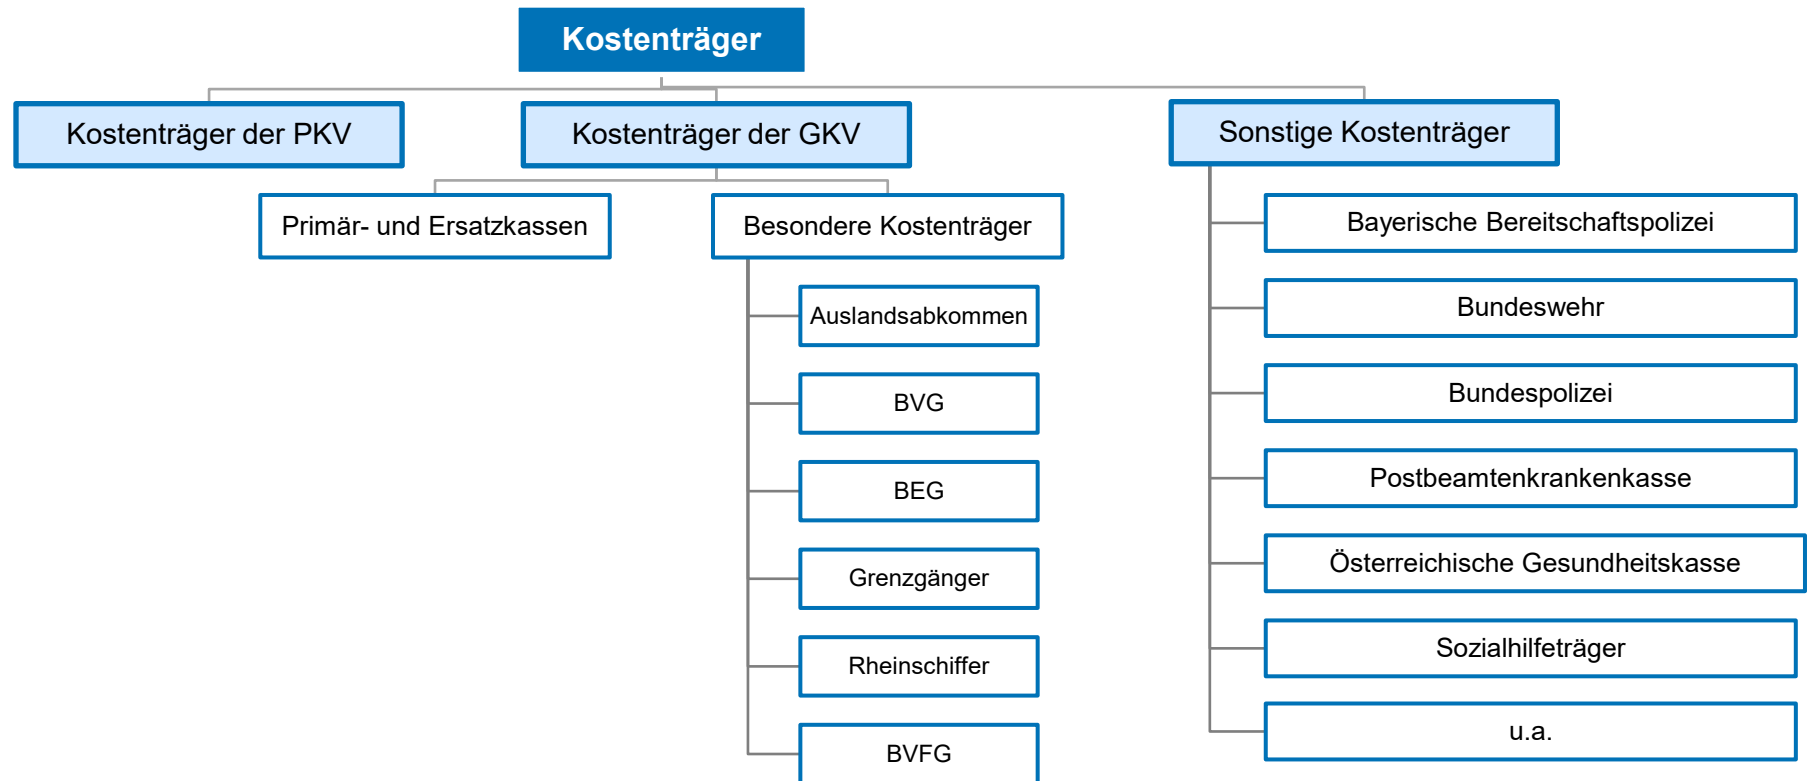 Kostenträger
Kostenträger der PKV
Kostenträger der GKV
Sonstige Kostenträger
Primär- und Ersatzkassen
Besondere Kostenträger
Auslandsabkommen
BVG
BEG
Grenzgänger
Rheinschiffer
BVFG
Bayerische Bereitschaftspolizei
Bundeswehr
Bundespolizei
Postbeamtenkrankenkasse
Österreichische Gesundheitskasse
Sozialhilfeträger
u.a.